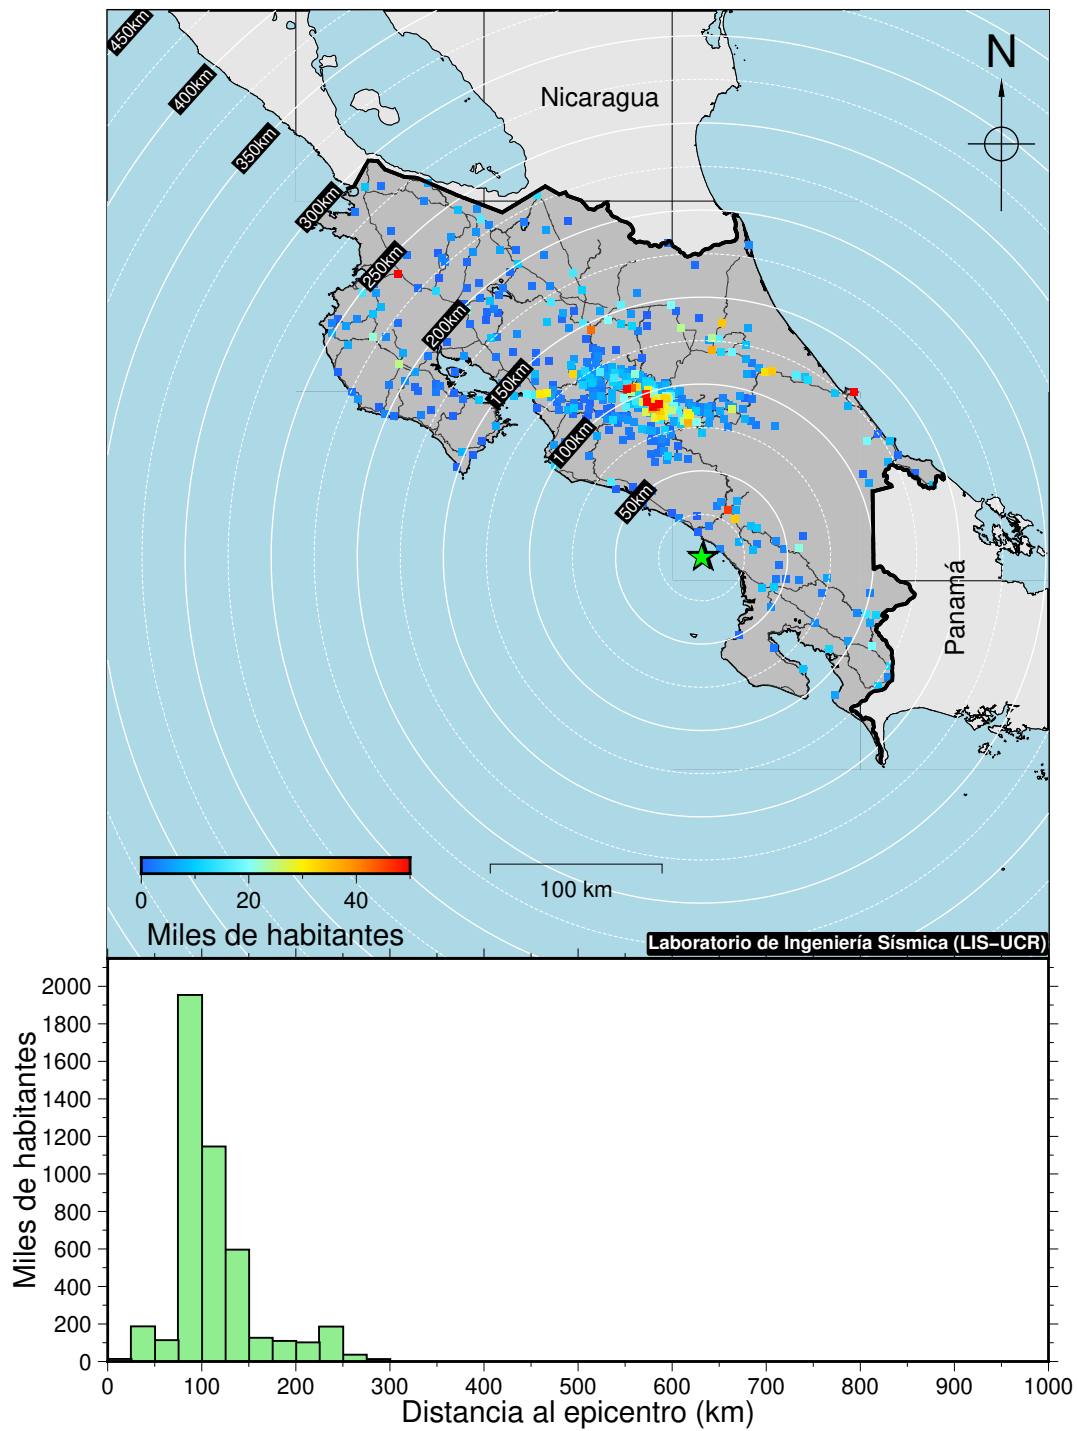 450km
400km
350km
300km
250km
200km
150km
100km
50km
Nicaragua
N
Panamá
0 20 40
Miles de habitantes
100 km
Laboratorio de Ingeniería Sísmica (LIS–UCR)
Miles de habitantes
2000
1800
1600
1400
1200
1000
800
600
400
200
0
0 100 200 300 400 500 600 700 800 900 1000
Distancia al epicentro (km)